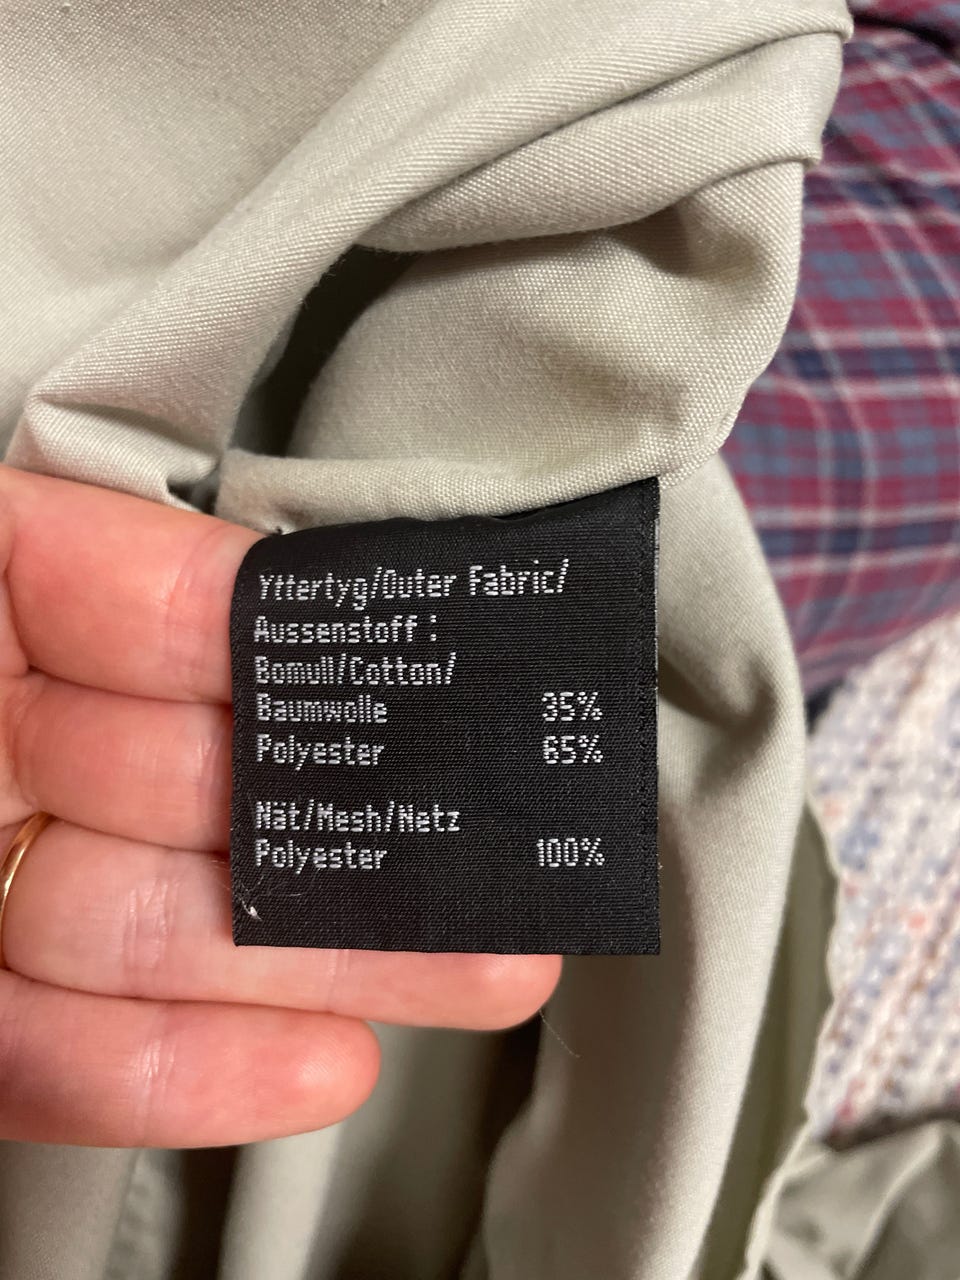 Yttertyg/Outer Fabric/
Aussenstoff:
Bomull/Cotton/
Baumwolle 35%
Polyester 65%
Nät/Mesh/Netz
Polyester 100%